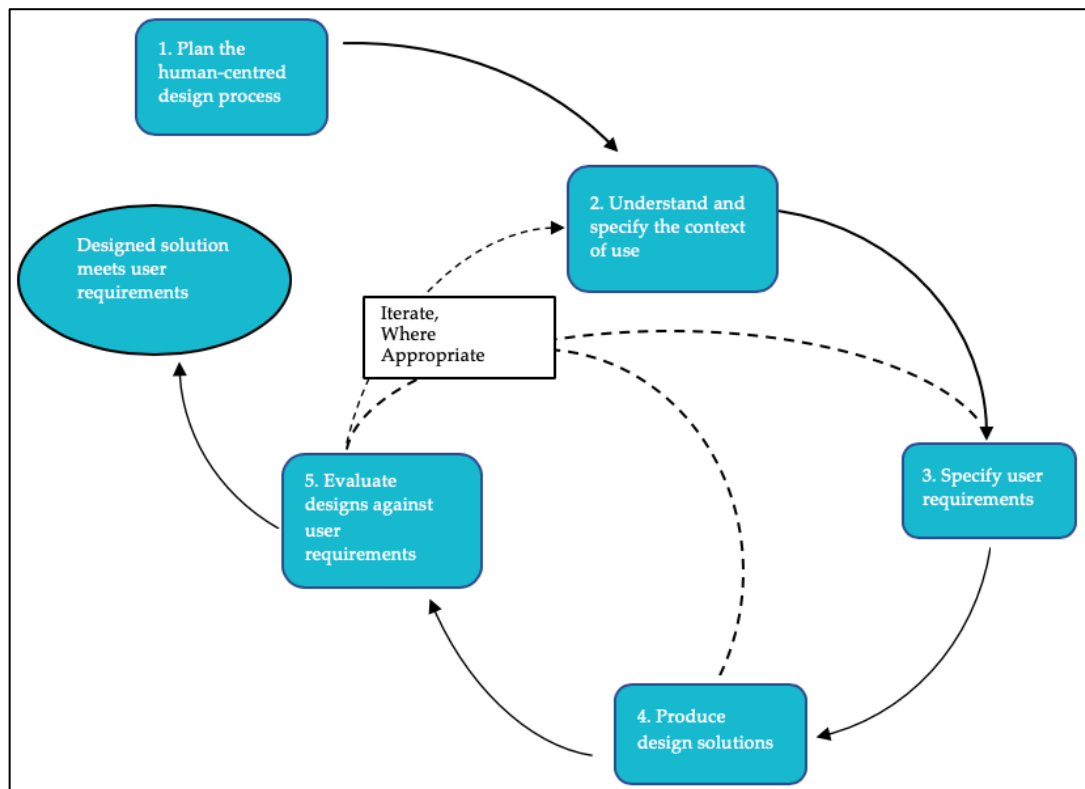 1. Plan the
human-centred
design process
2. Understand and
specify the context
of use
Designed solution
meets user
requirements
Iterate,
Where
Appropriate
3. Specify user
requirements
5. Evaluate
designs against
user
requirements
4. Produce
design solutions